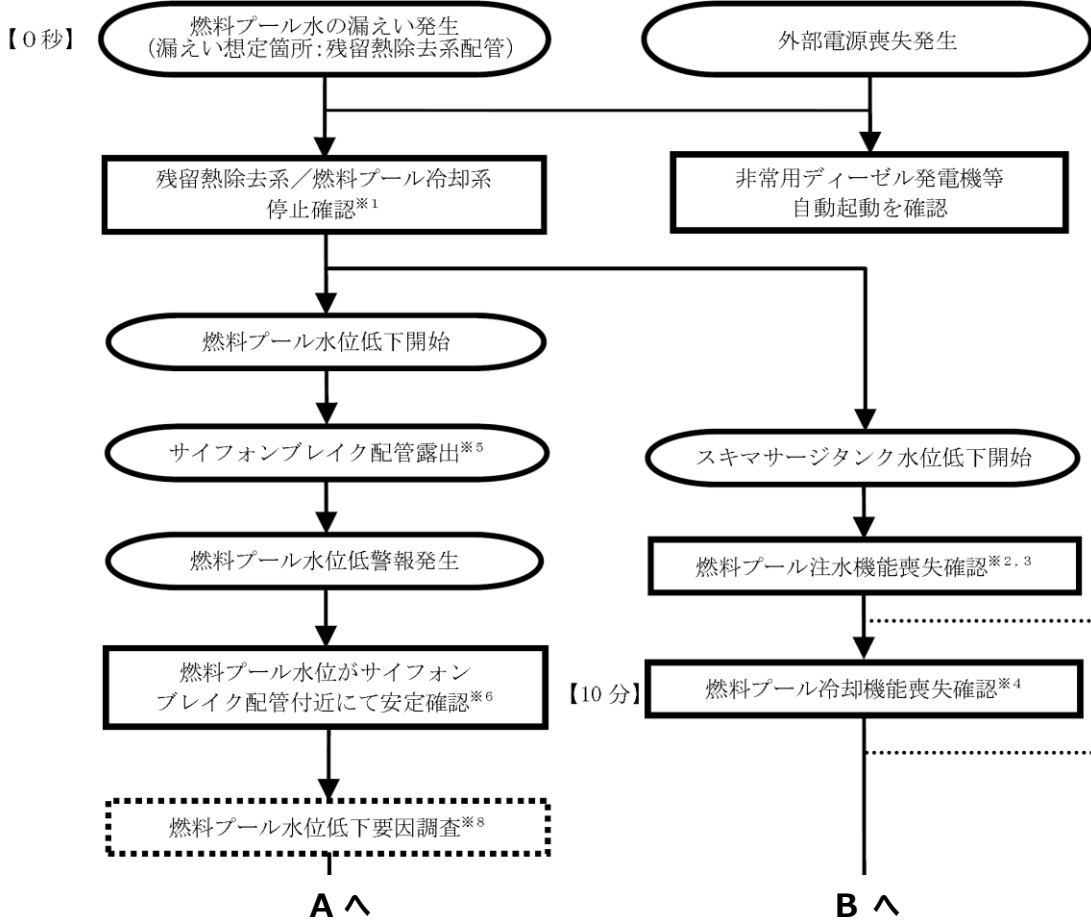 【0秒】
燃料プール水の漏えい発生
(漏えい想定箇所:残留熱除去系配管)
外部電源喪失発生
残留熱除去系/燃料プール冷却系
停止確認※1
非常用ディーゼル発電機等
自動起動を確認
燃料プール水位低下開始
サイフォンブレイク配管露出※5
スキマサージタンク水位低下開始
燃料プール水位低警報発生
燃料プール注水機能喪失確認※2,3
燃料プール水位がサイフォン
ブレイク配管付近にて安定確認※6
【10分】
燃料プール冷却機能喪失確認※4
燃料プール水位低下要因調査※8
Aへ
Bへ